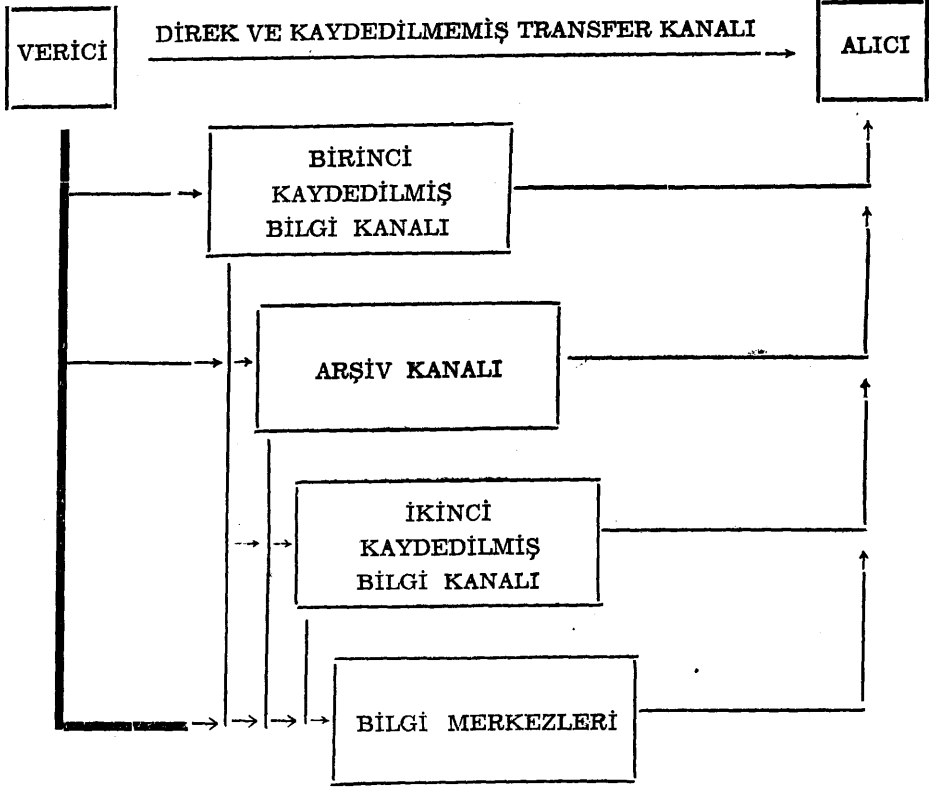 VERİCİ
DİREK VE KAYDEDİLMEMİŞ TRANSFER KANALI
ALICI
BİRİNCİ
KAYDEDİLMİŞ
BİLGİ KANALI
ARŞİV KANALI
İKİNCİ
KAYDEDİLMİŞ
BİLGİ KANALI
BİLGİ MERKEZLERİ